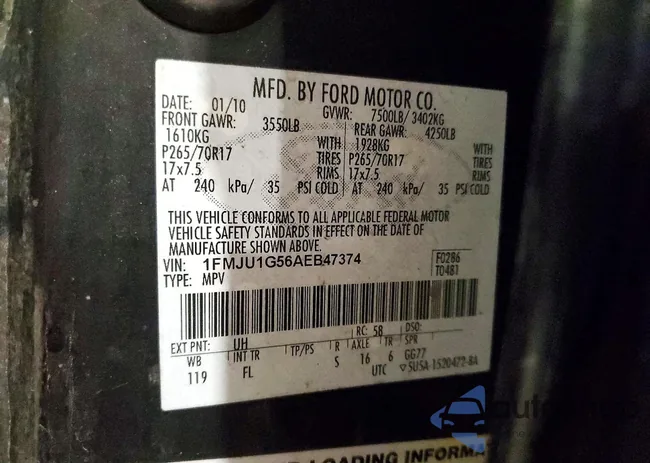 MFD. BY FORD MOTOR CO.
DATE: 01/10 GVWR: 7500LB/ 3402KG
FRONT GAWR: 3550LB REAR GAWR: 4250LB
1610KG WITH 1928KG WITH
P265/70R17 TIRES P265/70R17 TIRES
17x7.5 RIMS 17x7.5 RIMS
AT 240 kPa/ 35 PSI COLD AT 240 kPa/ 35 PSI COLD
THIS VEHICLE CONFORMS TO ALL APPLICABLE FEDERAL MOTOR
VEHICLE SAFETY STANDARDS IN EFFECT ON THE DATE OF
MANUFACTURE SHOWN ABOVE.
VIN: 1FMJU1G56AEB47374 F0286
TYPE: MPV T0481
EXT PNT: UH RC: 58 DSO:
WB INT TR TP/PS R AXLE TR SPR
119 FL S 16 6 GG77
UTC 5USA-1520472-BA
LOADING INFORMA